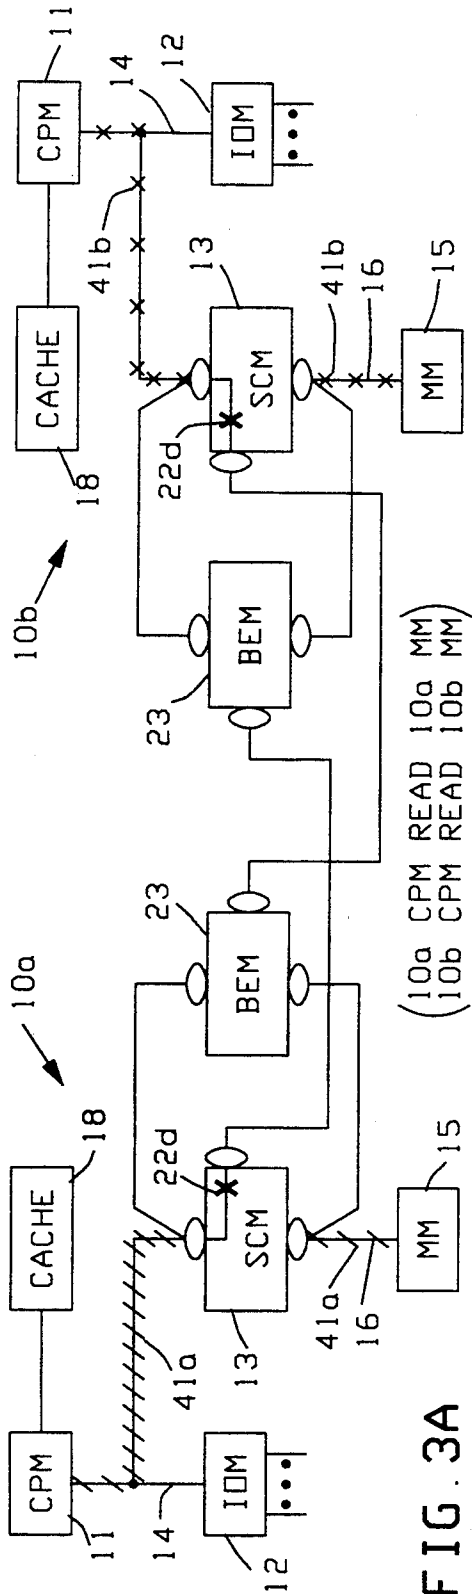 10a
10b
CPM
11
CACHE
18
CACHE
18
CPM
11
14
12
IOM
41a
13
SCM
22d
BEM
23
BEM
23
22d
SCM
13
41b
14
12
IOM
41a
16
MM
15
41b
16
MM
15
(10a CPM READ 10a MM)
(10b CPM READ 10b MM)
FIG. 3A